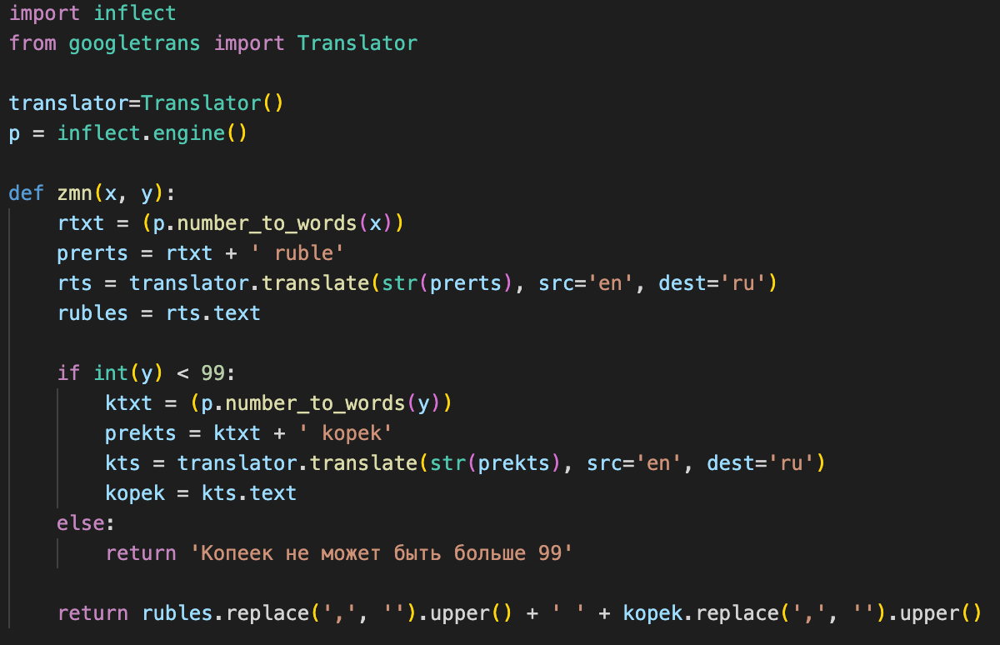 import inflect
from googletrans import Translator
translator=Translator()
p = inflect.engine()
def zmn(x, y):
rtxt = (p.number_to_words(x))
prerts = rtxt + ' ruble'
rts = translator.translate(str(prerts), src='en', dest='ru')
rubles = rts.text
if int(y) < 99:
ktxt = (p.number_to_words(y))
prekts = ktxt + ' kopek'
kts = translator.translate(str(prekts), src='en', dest='ru')
kopek = kts.text
else:
return 'Копеек не может быть больше 99'
return rubles.replace(',', '').upper() + ' ' + kopek.replace(',', '').upper()